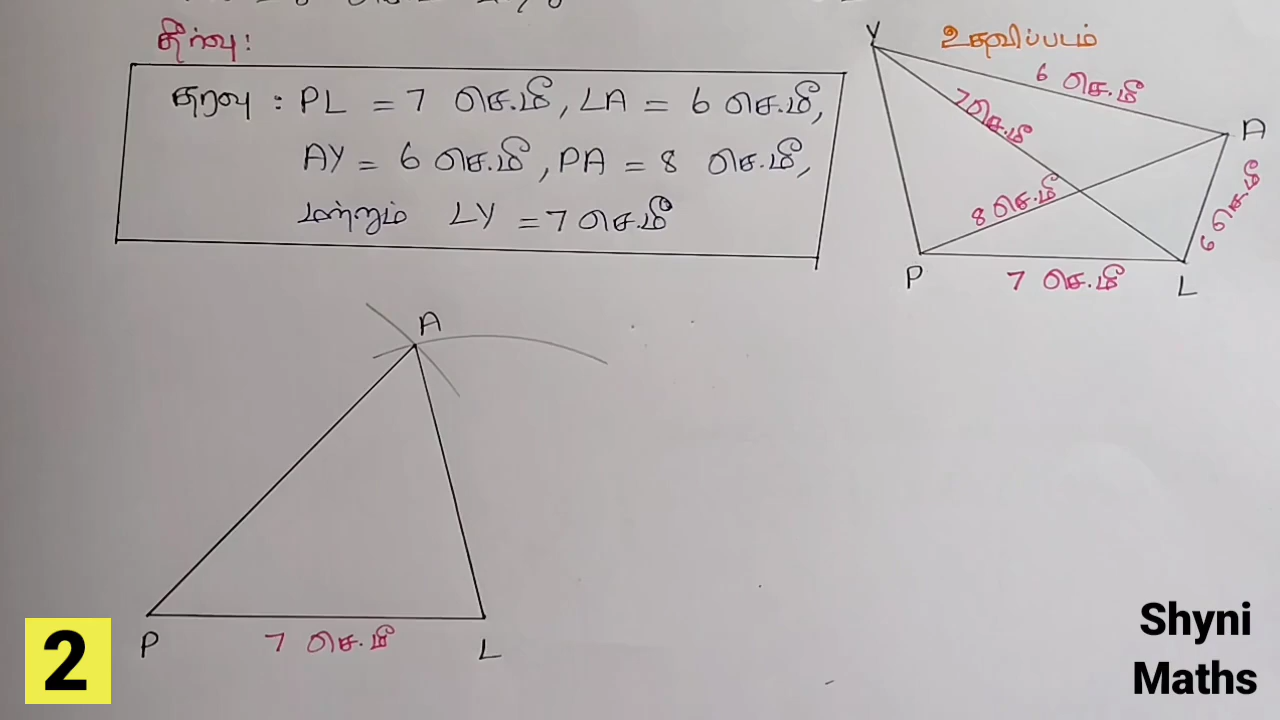 தீர்வு:
தரவு : PL = 7 செ.மீ, LA = 6 செ.மீ,
AY = 6 செ.மீ, PA = 8 செ.மீ,
மற்றும் LY = 7 செ.மீ
உதவிப்படம்
Y
6 செ.மீ
7 செ.மீ
A
8 செ.மீ
6 செ.மீ
P
7 செ.மீ
L
A
P
7 செ.மீ
L
2
Shyni
Maths